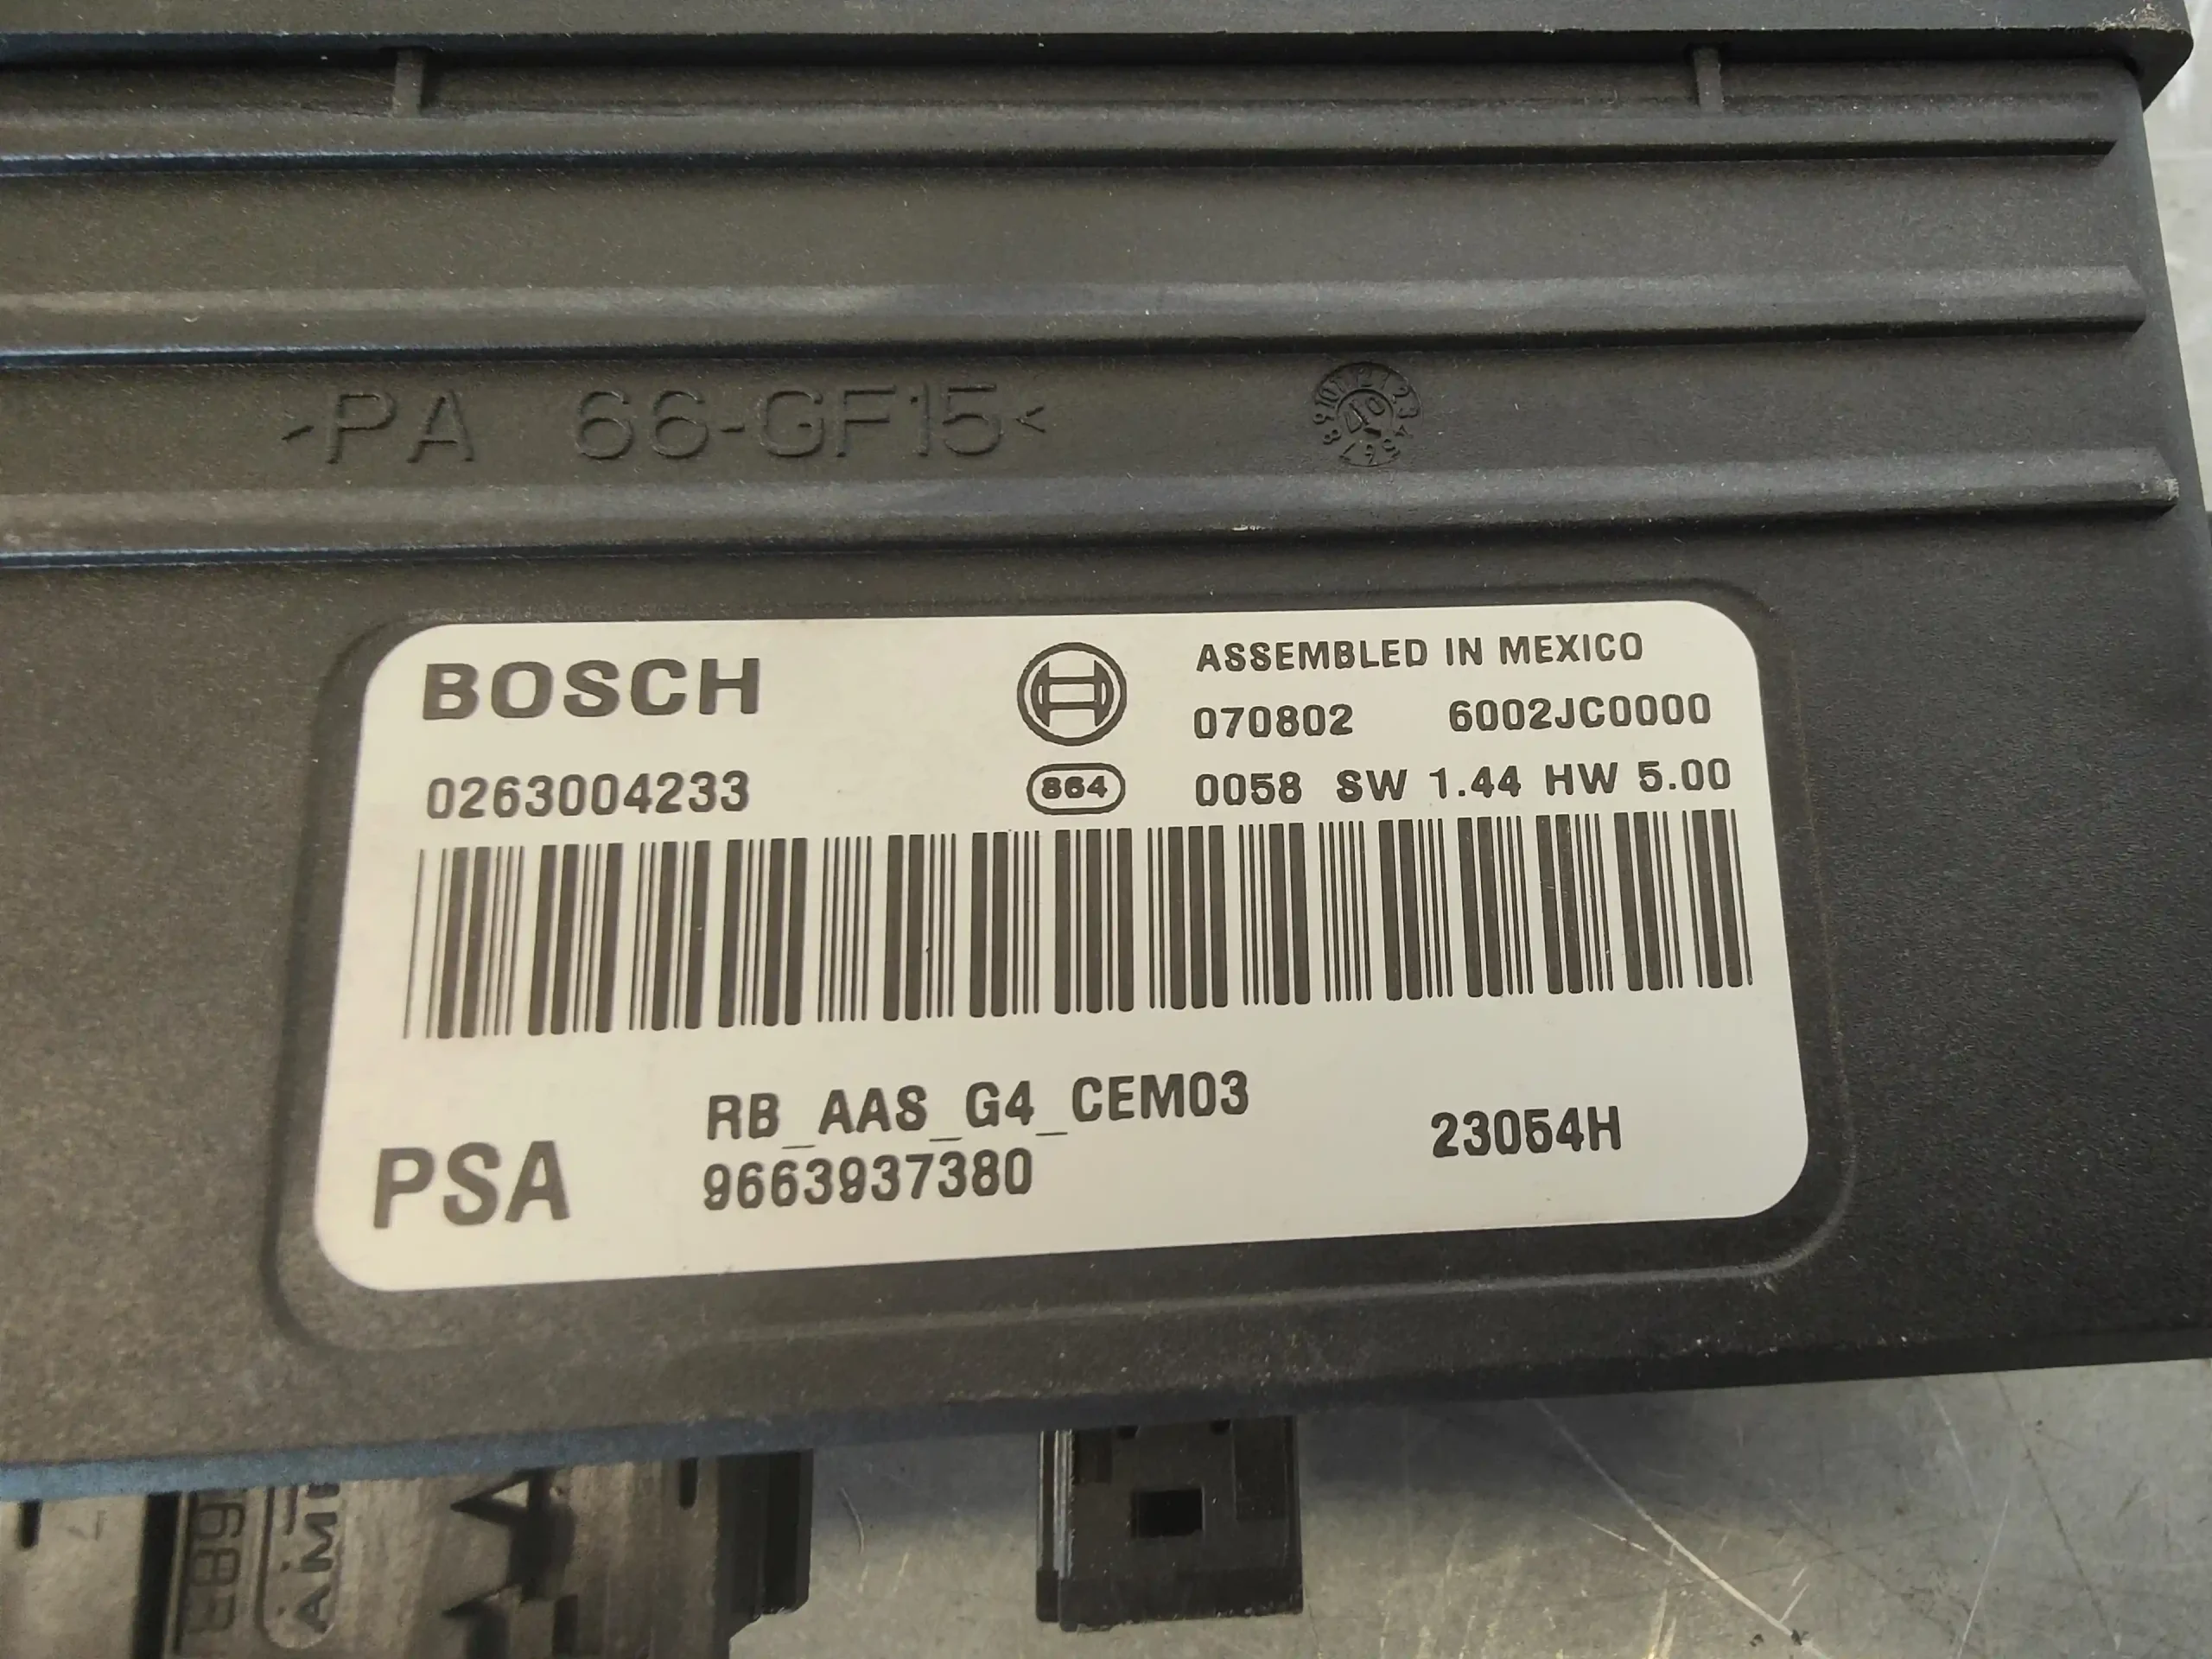 >PA 66-GF15<
BOSCH
ASSEMBLED IN MEXICO
070802 6002JC0000
0263004233
864
0058 SW 1.44 HW 5.00
RB_AAS_G4_CEM03
23054H
PSA
9663937380